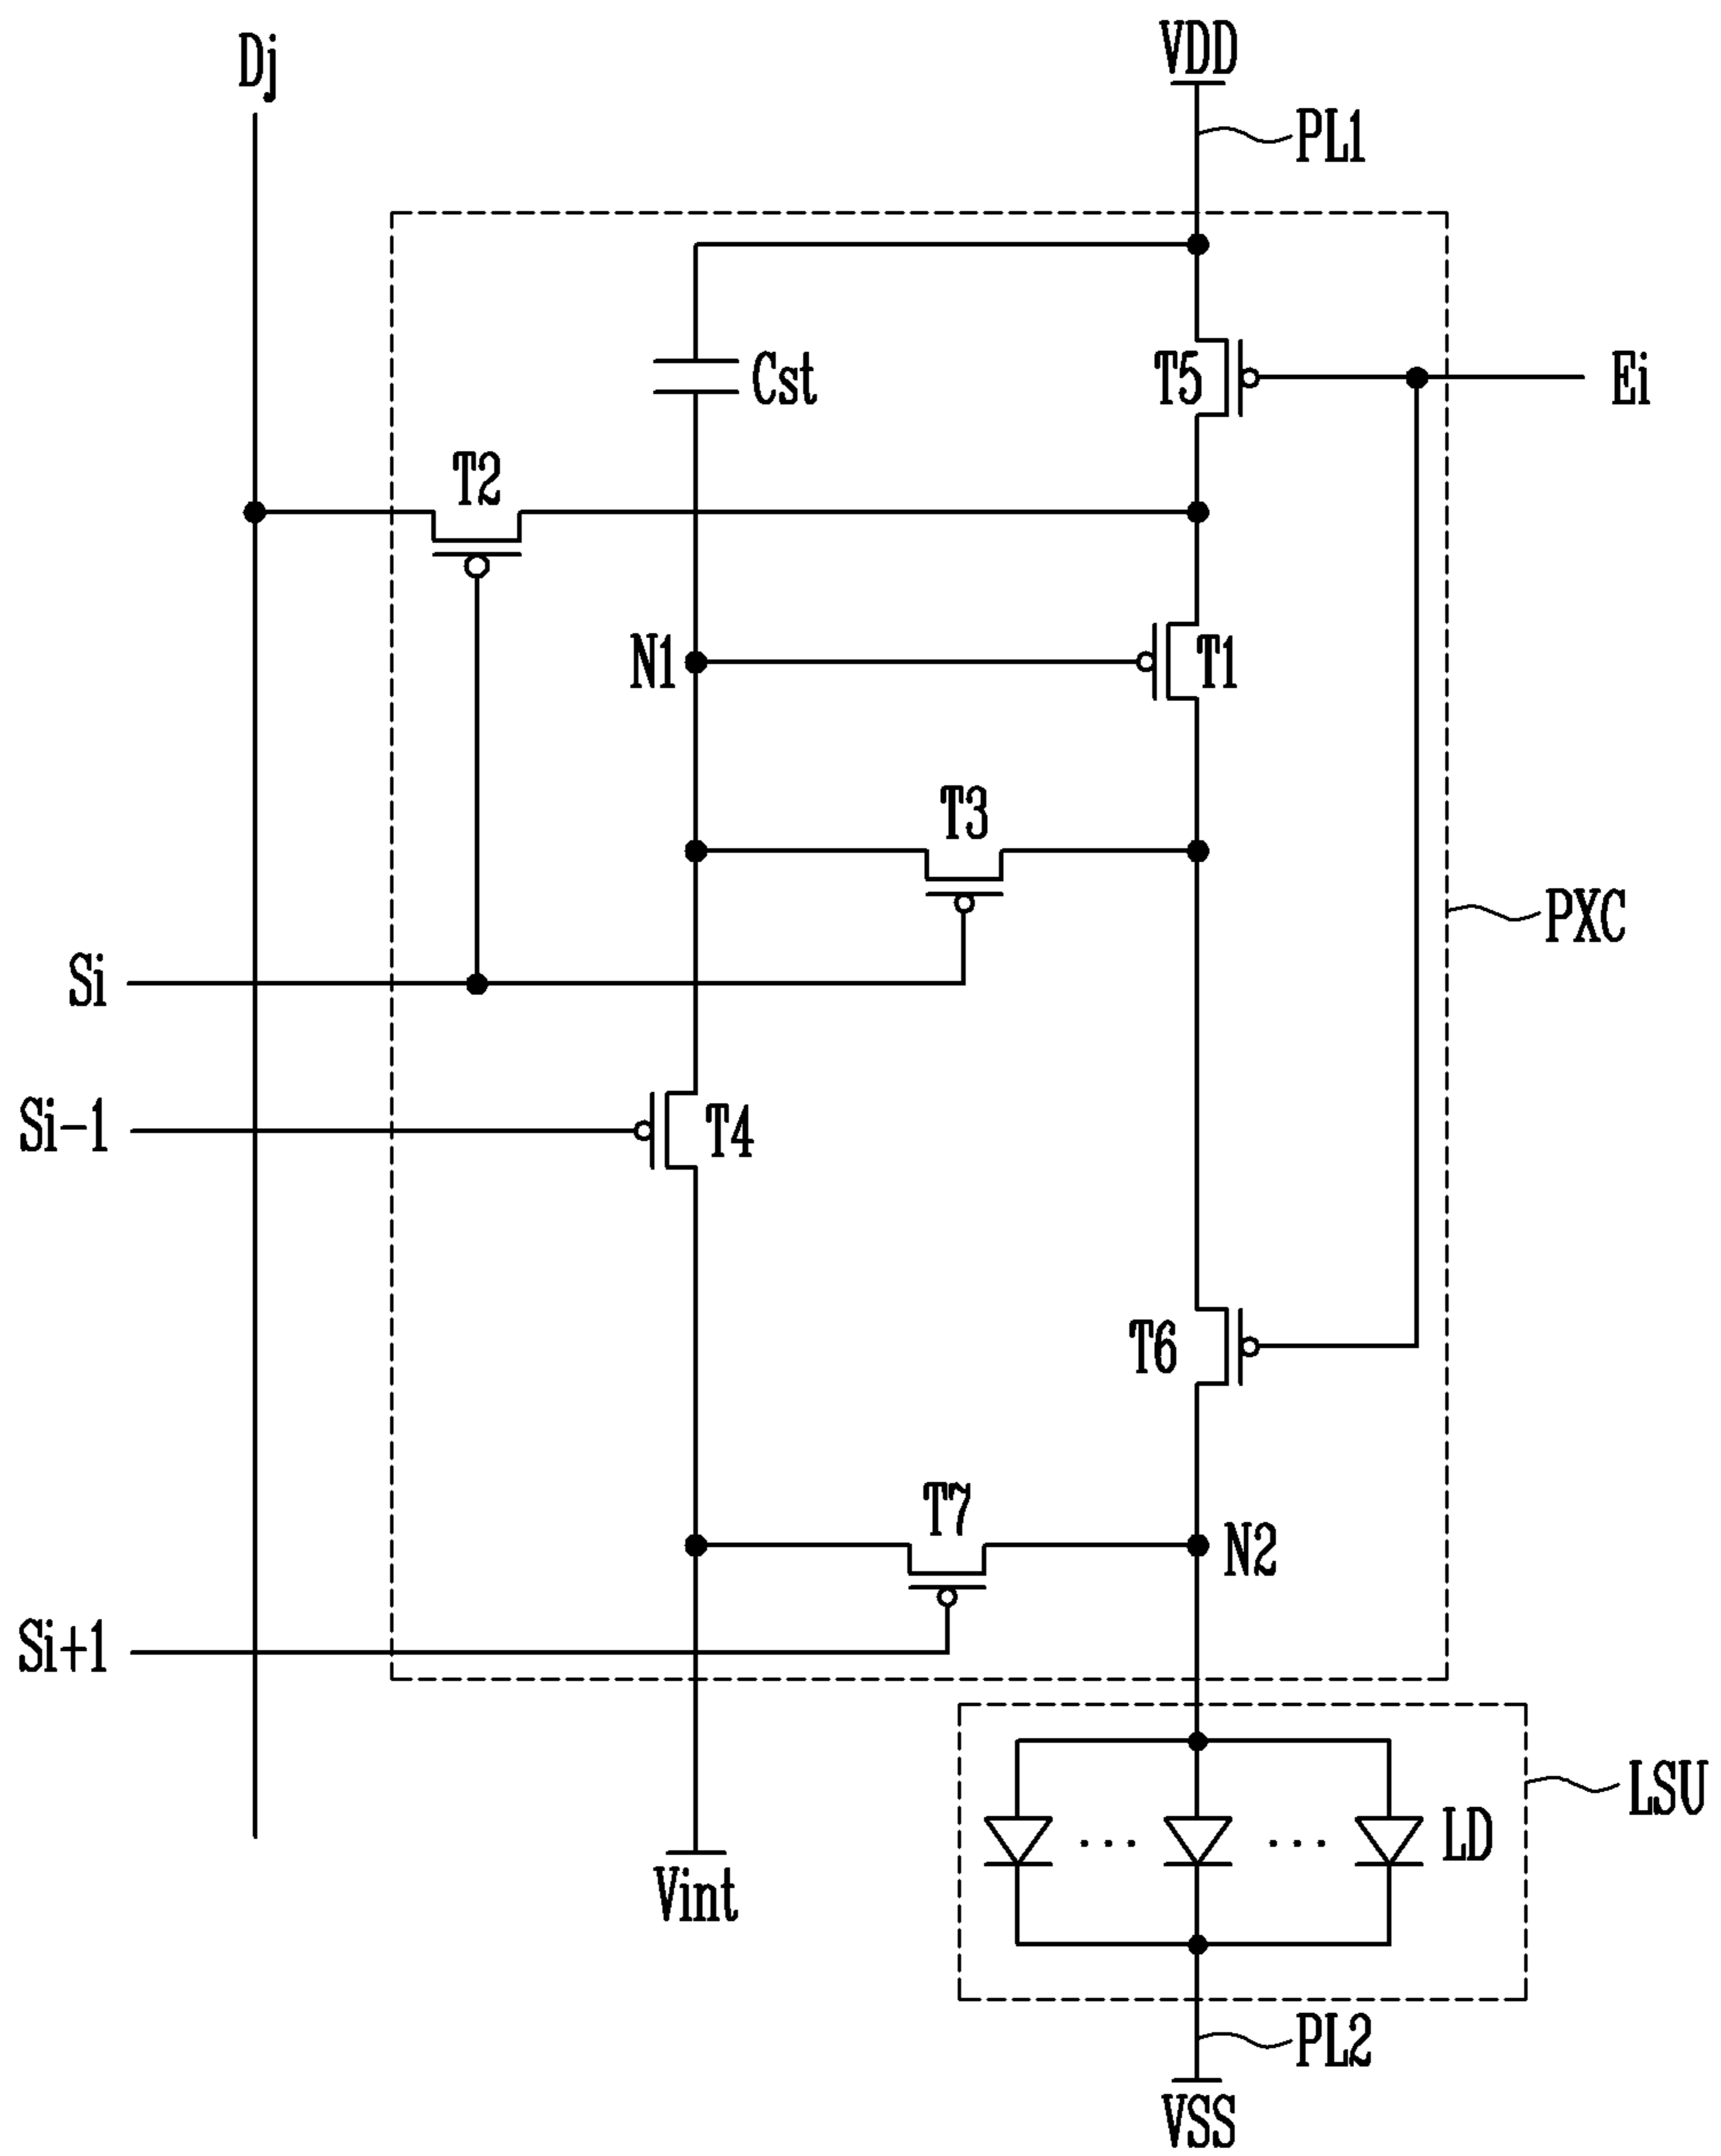 Dj
VDD
PL1
Cst
T5
Ei
T2
N1
T1
T3
PXC
Si
Si-1
T4
T6
T7
N2
Si+1
LSU
LD
Vint
PL2
VSS